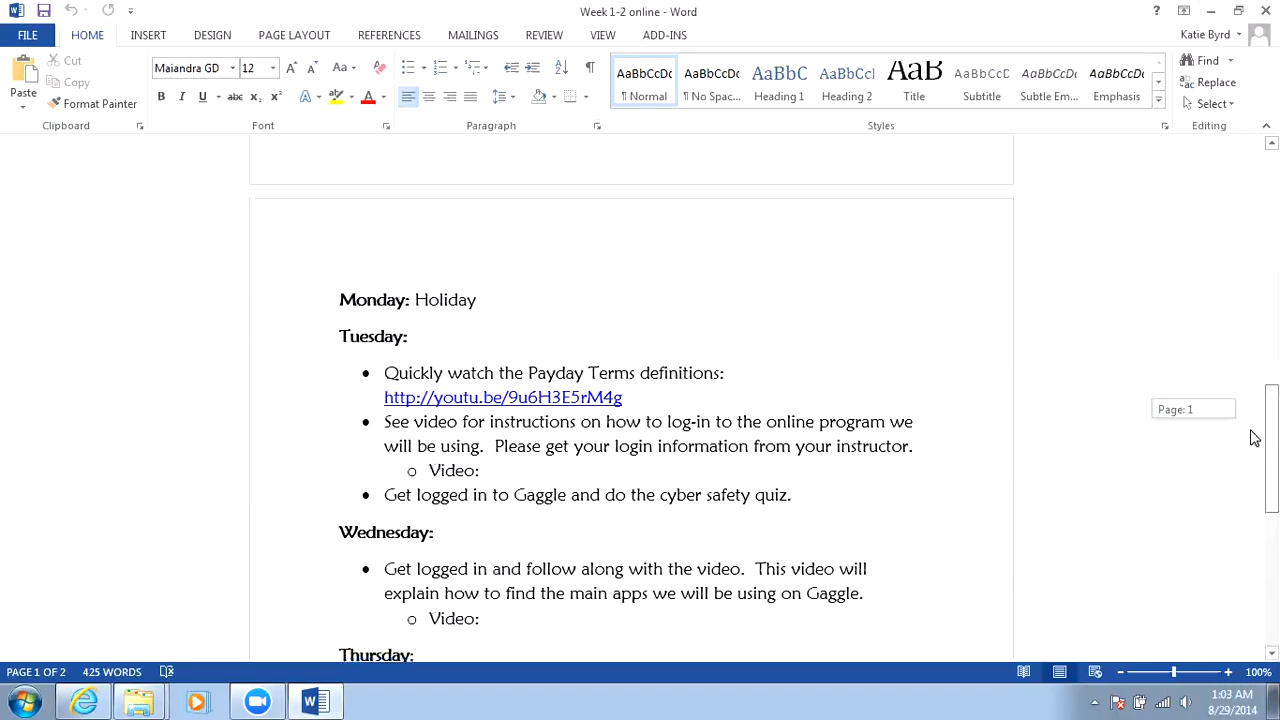 Week 1-2 online - Word
Katie Byrd
FILE HOME INSERT DESIGN PAGE LAYOUT REFERENCES MAILINGS REVIEW VIEW ADD-INS
Paste
Cut
Copy
Format Painter
Maiandra GD 12
AaBbCcDc AaBbCcDc AaBbC AaBbCcI AaB AaBbCcD AaBbCcDc AaBbCcDc
¶ Normal ¶ No Spac... Heading 1 Heading 2 Title Subtitle Subtle Em... Emphasis
Find
Replace
Select
Clipboard Font Paragraph Styles Editing
Monday: Holiday
Tuesday:
• Quickly watch the Payday Terms definitions:
http://youtu.be/9u6H3E5rM4g
• See video for instructions on how to log-in to the online program we
will be using. Please get your login information from your instructor.
o Video:
• Get logged in to Gaggle and do the cyber safety quiz.
Wednesday:
• Get logged in and follow along with the video. This video will
explain how to find the main apps we will be using on Gaggle.
o Video:
Thursday:
Page: 1
PAGE 1 OF 2 425 WORDS
100%
1:03 AM
8/29/2014